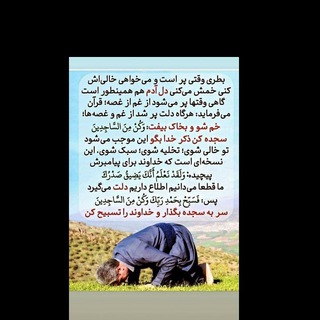 بطری وقتی پر است و می‌خواهی خالی‌اش
کنی خمش می‌کنی دل آدم هم همینطور است
گاهی وقتها پر می‌شود از غم از غصه؛ قرآن
می‌فرماید: هرگاه دلت پر شد از غم و غصه‌ها؛
خم شو و بخاک بیفت: وَكُنْ مِنَ السَّاجِدِینَ
سجده کن ذکر خدا بگو این موجب می‌شود
تو خالی شوی؛ تخلیه شوی؛ سبک شوی. این
نسخه‌ای است که خداوند برای پیامبرش
پیچید.: وَلَقَدْ نَعْلَمُ أَنَّكَ یَضِیقُ صَدْرُكَ
ما قطعا می‌دانیم اطلاع داریم دلت می‌گیرد
پس: فَسَبِّحْ بِحَمْدِ رَبِّكَ وَكُنْ مِنَ السَّاجِدِینَ
سر به سجده بگذار و خداوند را تسبیح کن